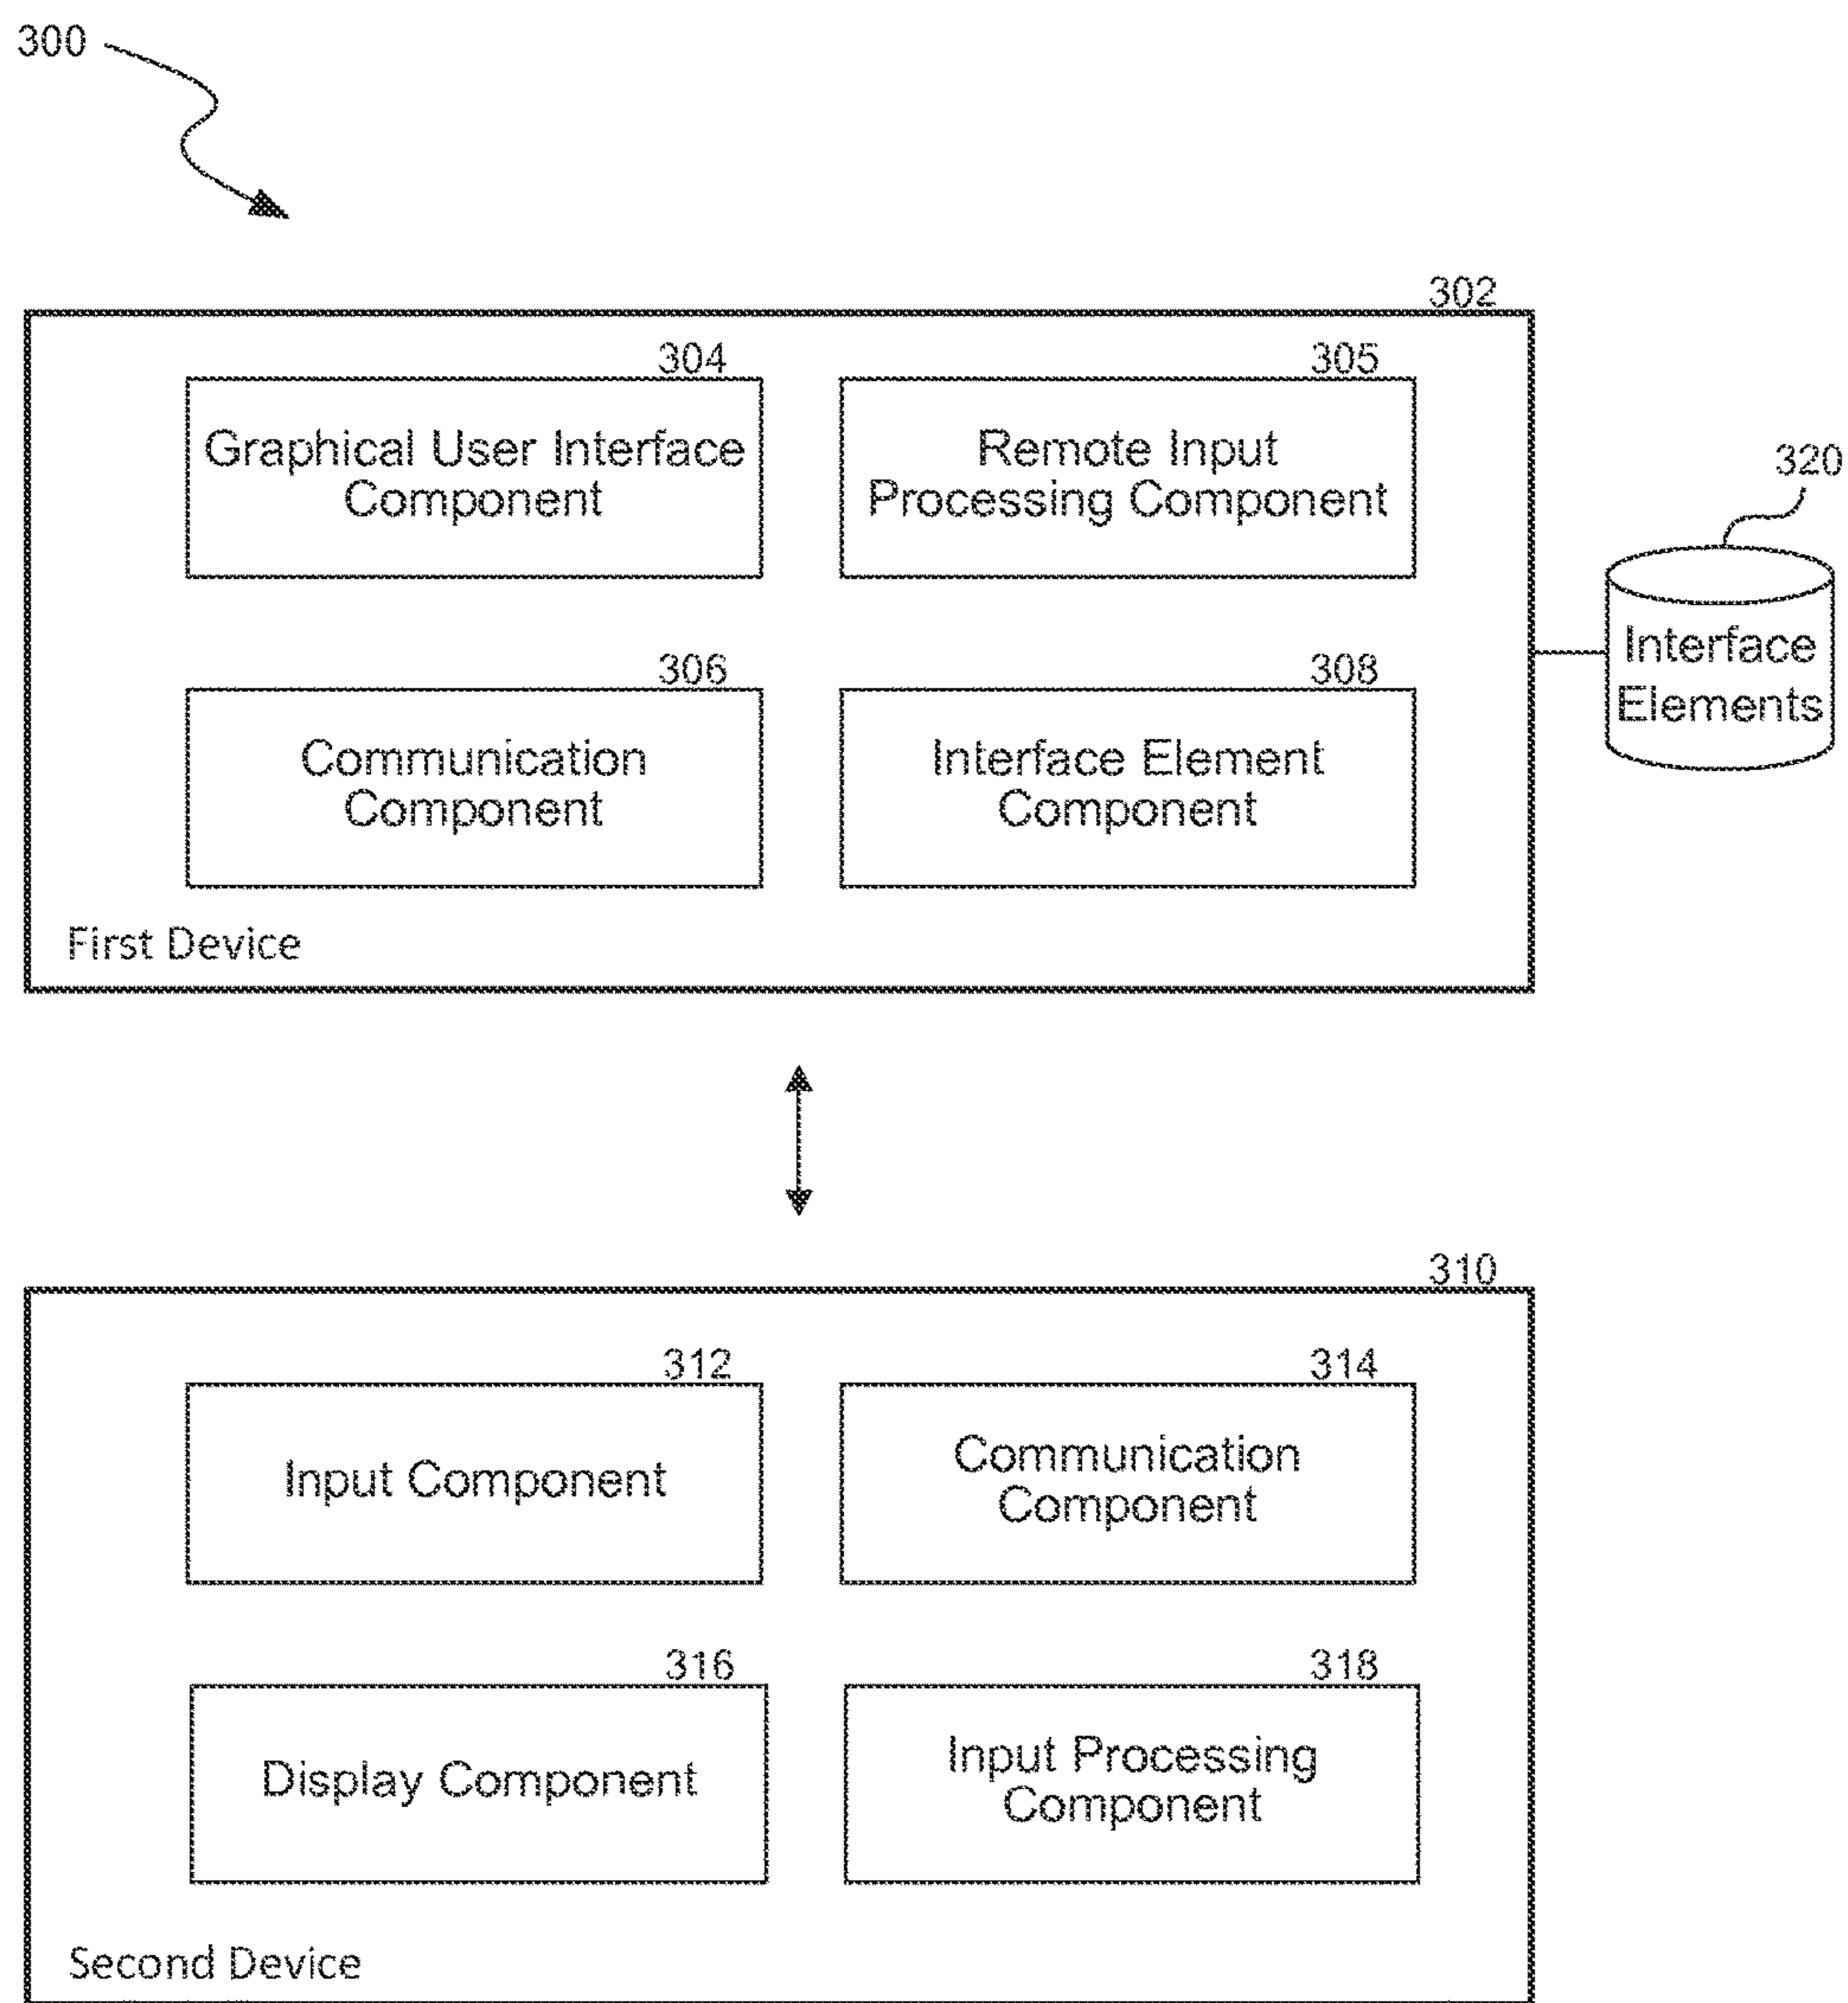 300
302
304
305
Graphical User Interface
Component
Remote Input
Processing Component
320
Interface
Elements
306
308
Communication
Component
Interface Element
Component
First Device
310
312
314
Input Component
Communication
Component
316
318
Display Component
Input Processing
Component
Second Device